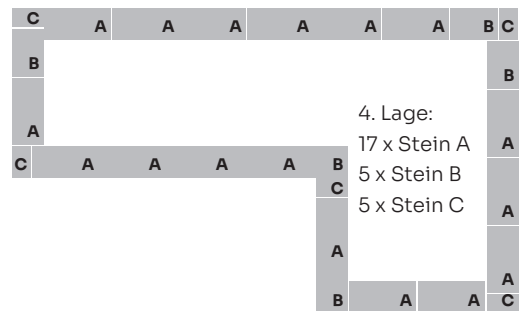 C A A A A A A B C
B B
4. Lage:
A 17 x Stein A A
C A A A A B 5 x Stein B
C 5 x Stein C
A
A
A
B A A C